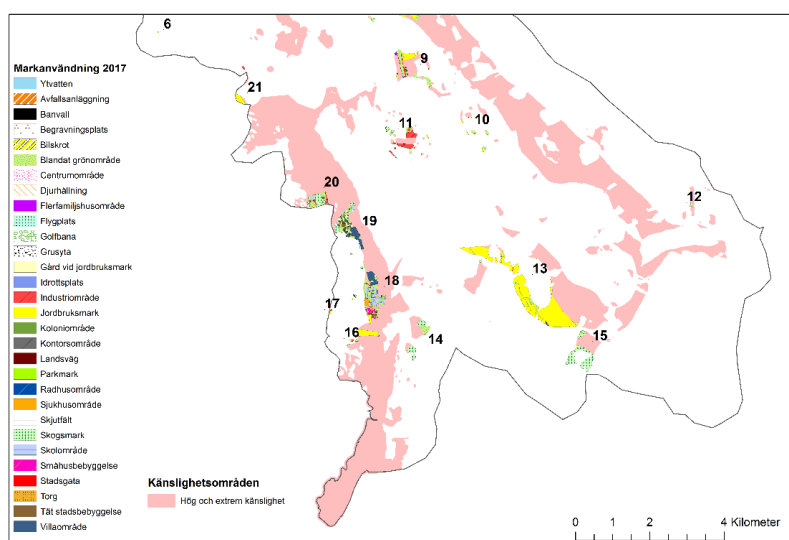 6
9
21
10
11
12
20
19
13
18
17
16
14
15
Markanvändning 2017
Ytvatten
Avfallsanläggning
Banvall
Begravningsplats
Bilskrot
Blandat grönområde
Centrumområde
Djurhållning
Flerfamiljshusområde
Flygplats
Golfbana
Grusyta
Gård vid jordbruksmark
Idrottsplats
Industriområde
Jordbruksmark
Koloniområde
Kontorsområde
Landsväg
Parkmark
Radhusområde
Sjukhusområde
Skjutfält
Skogsmark
Skolområde
Småhusbebyggelse
Stadsgata
Torg
Tät stadsbebyggelse
Villaområde
Känslighetsområden
Hög och extrem känslighet
0 1 2 4 Kilometer